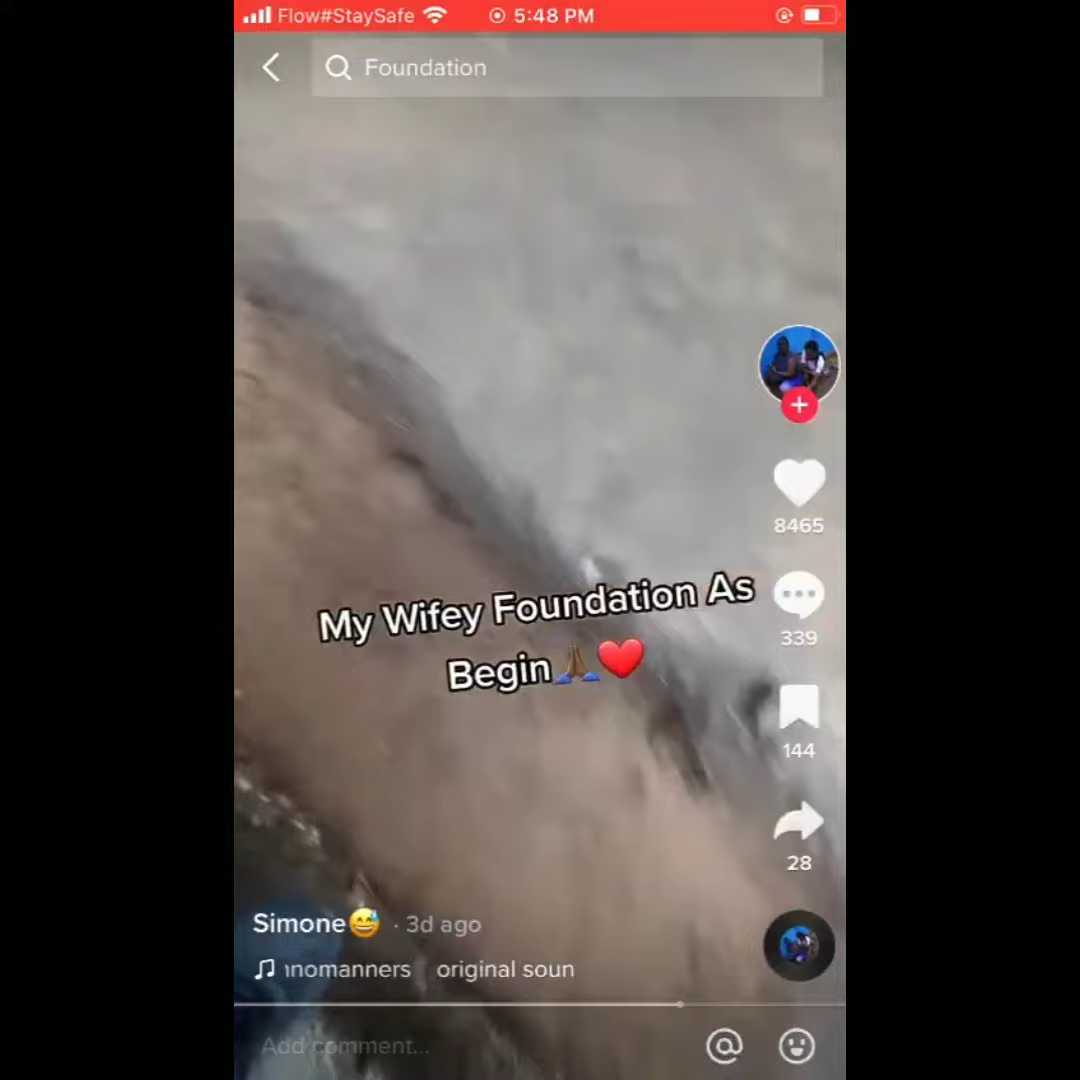 Flow#StaySafe 5:48 PM
Foundation
My Wifey Foundation As
Begin🙏🏾❤️
8465
339
144
28
Simone😅 · 3d ago
nomanners original soun
Add comment...